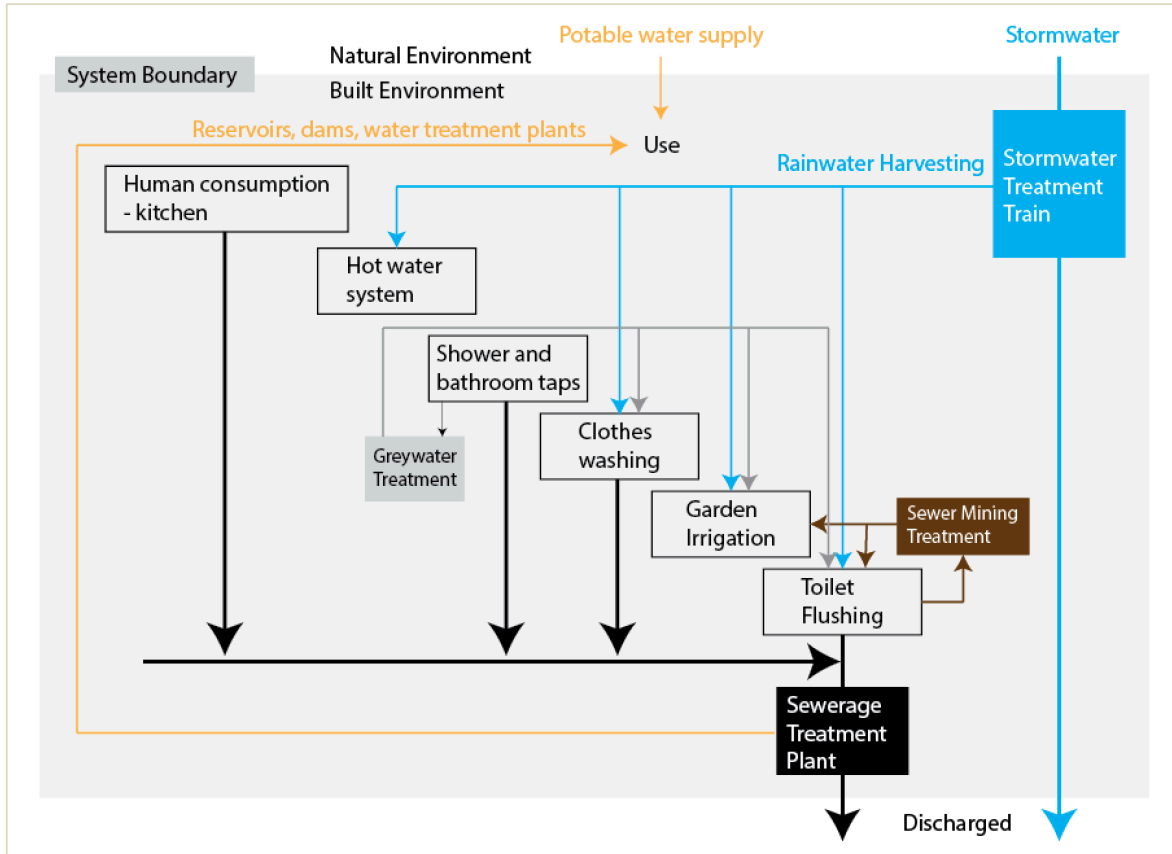 Potable water supply
Stormwater
Natural Environment
System Boundary
Built Environment
Reservoirs, dams, water treatment plants
Use
Rainwater Harvesting
Stormwater
Treatment
Train
Human consumption
- kitchen
Hot water
system
Shower and
bathroom taps
Greywater
Treatment
Clothes
washing
Garden
Irrigation
Sewer Mining
Treatment
Toilet
Flushing
Sewerage
Treatment
Plant
Discharged